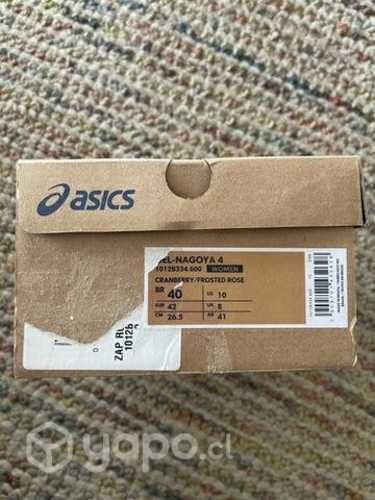 asics
EL-NAGOYA 4
1012B334.600 WOMEN
CRANBERRY/FROSTED ROSE
BR 40 US 10
EUR 42 UK 8
CM 26.5 AR 41
ZAP RU
1012B
yapo.cl